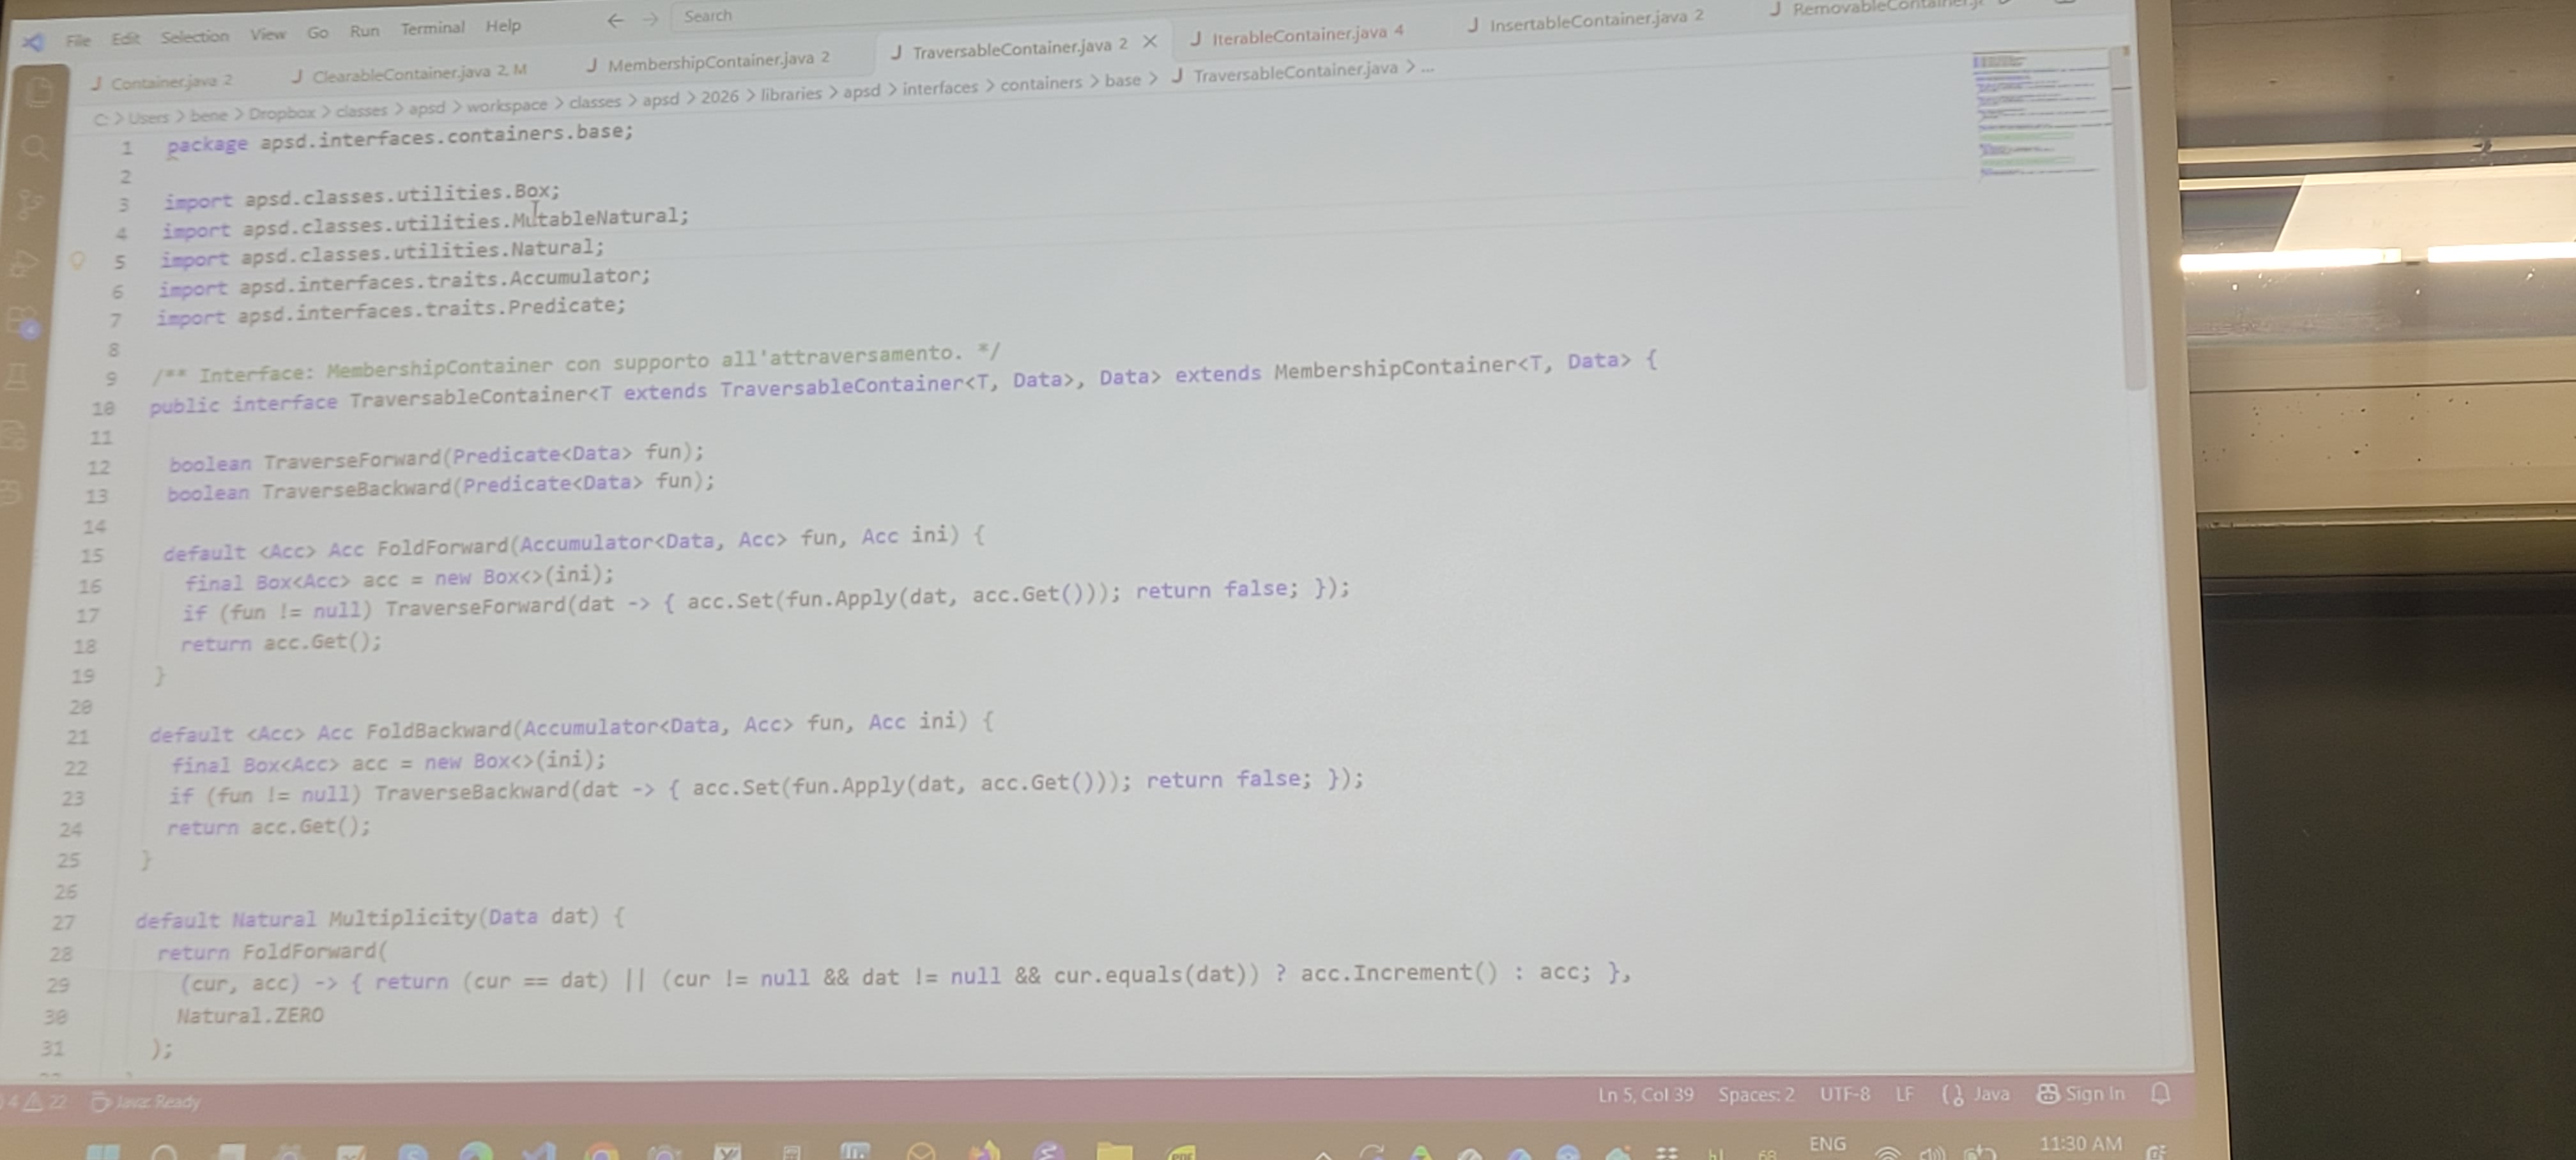 File Edit Selection View Go Run Terminal Help ← → Search
J Container.java 2 J ClearableContainer.java 2, M J MembershipContainer.java 2 J TraversableContainer.java 2 × J IterableContainer.java 4 J InsertableContainer.java 2 J
C: > Users > bene > Dropbox > classes > apsd > workspace > classes > apsd > 2026 > libraries > apsd > interfaces > containers > base > J TraversableContainer.java > ...
1 package apsd.interfaces.containers.base;
2
3 import apsd.classes.utilities.Box;
4 import apsd.classes.utilities.MutableNatural;
5 import apsd.classes.utilities.Natural;
6 import apsd.interfaces.traits.Accumulator;
7 import apsd.interfaces.traits.Predicate;
8
9 /** Interface: MembershipContainer con supporto all'attraversamento. */
10 public interface TraversableContainer<T extends TraversableContainer<T, Data>, Data> extends MembershipContainer<T, Data> {
11
12 boolean TraverseForward(Predicate<Data> fun);
13 boolean TraverseBackward(Predicate<Data> fun);
14
15 default <Acc> Acc FoldForward(Accumulator<Data, Acc> fun, Acc ini) {
16 final Box<Acc> acc = new Box<>(ini);
17 if (fun != null) TraverseForward(dat -> { acc.Set(fun.Apply(dat, acc.Get())); return false; });
18 return acc.Get();
19 }
20
21 default <Acc> Acc FoldBackward(Accumulator<Data, Acc> fun, Acc ini) {
22 final Box<Acc> acc = new Box<>(ini);
23 if (fun != null) TraverseBackward(dat -> { acc.Set(fun.Apply(dat, acc.Get())); return false; });
24 return acc.Get();
25 }
26
27 default Natural Multiplicity(Data dat) {
28 return FoldForward(
29 (cur, acc) -> { return (cur == dat) || (cur != null && dat != null && cur.equals(dat)) ? acc.Increment() : acc; },
30 Natural.ZERO
31 );
4 22 Java: Ready Ln 5, Col 39 Spaces: 2 UTF-8 LF Java Sign In
ENG 11:30 AM